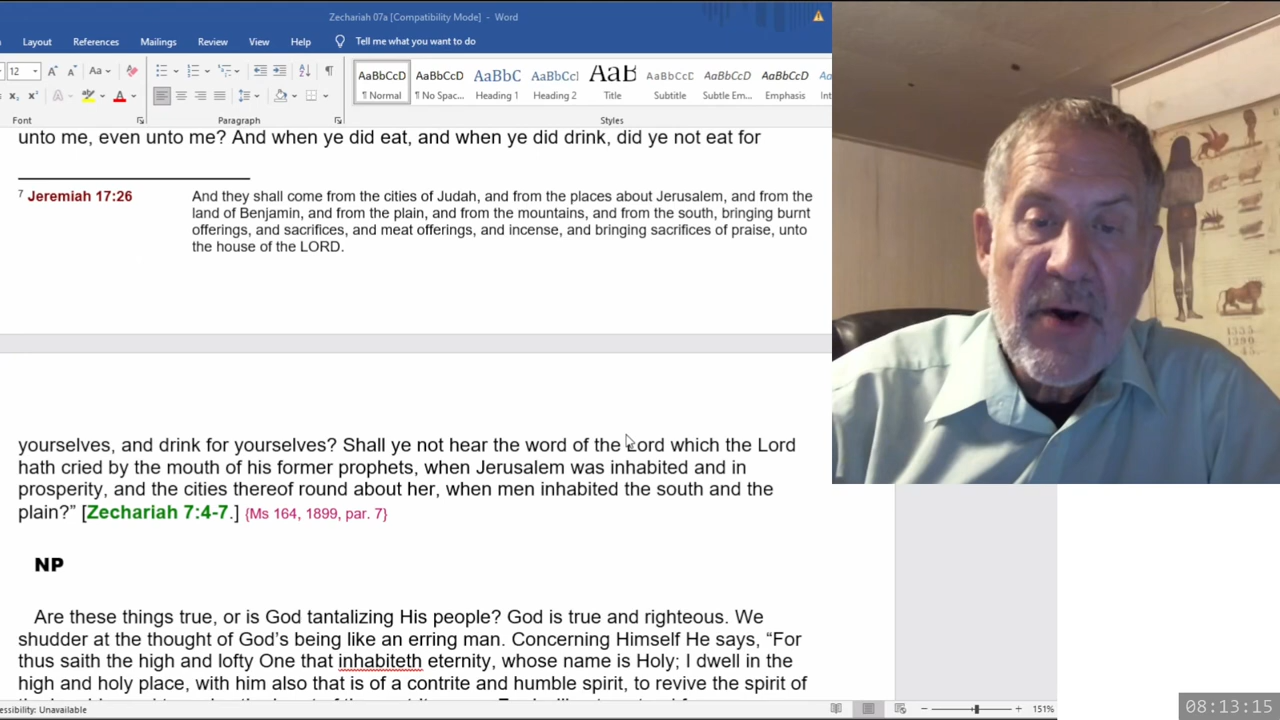 Zechariah 07a [Compatibility Mode] - Word
Layout References Mailings Review View Help Tell me what you want to do
12 Aa
AaBbCcD AaBbCcD AaBbC AaBbCcI AaB AaBbCcD AaBbCcD AaBbCcD
¶ Normal ¶ No Spac... Heading 1 Heading 2 Title Subtitle Subtle Em... Emphasis
Font Paragraph Styles
unto me, even unto me? And when ye did eat, and when ye did drink, did ye not eat for
7 Jeremiah 17:26 And they shall come from the cities of Judah, and from the places about Jerusalem, and from the
land of Benjamin, and from the plain, and from the mountains, and from the south, bringing burnt
offerings, and sacrifices, and meat offerings, and incense, and bringing sacrifices of praise, unto
the house of the LORD.
yourselves, and drink for yourselves? Shall ye not hear the word of the Lord which the Lord
hath cried by the mouth of his former prophets, when Jerusalem was inhabited and in
prosperity, and the cities thereof round about her, when men inhabited the south and the
plain?” [Zechariah 7:4-7.] {Ms 164, 1899, par. 7}
NP
Are these things true, or is God tantalizing His people? God is true and righteous. We
shudder at the thought of God’s being like an erring man. Concerning Himself He says, “For
thus saith the high and lofty One that inhabiteth eternity, whose name is Holy; I dwell in the
high and holy place, with him also that is of a contrite and humble spirit, to revive the spirit of
essibility: Unavailable
151%
1335
1290
45.
08:13:15